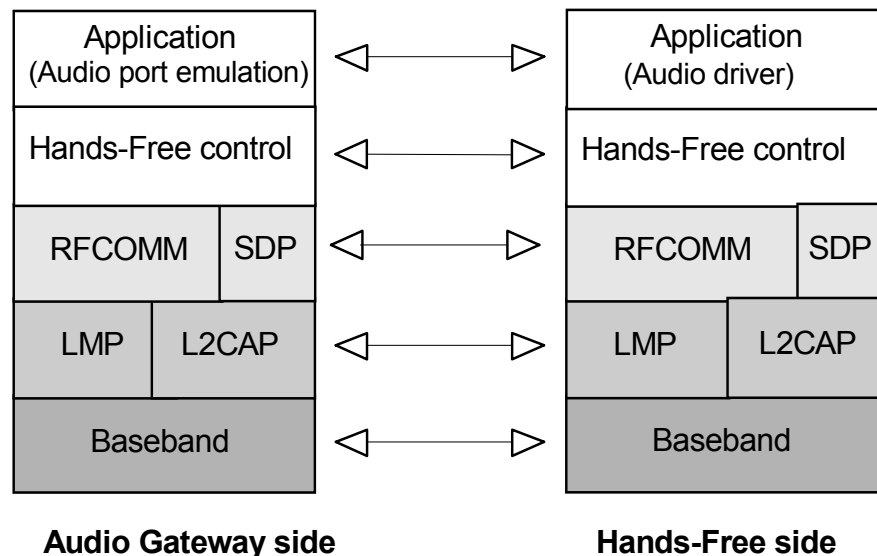 Application
(Audio port emulation)
Application
(Audio driver)
Hands-Free control
Hands-Free control
RFCOMM
SDP
RFCOMM
SDP
LMP
L2CAP
LMP
L2CAP
Baseband
Baseband
Audio Gateway side
Hands-Free side